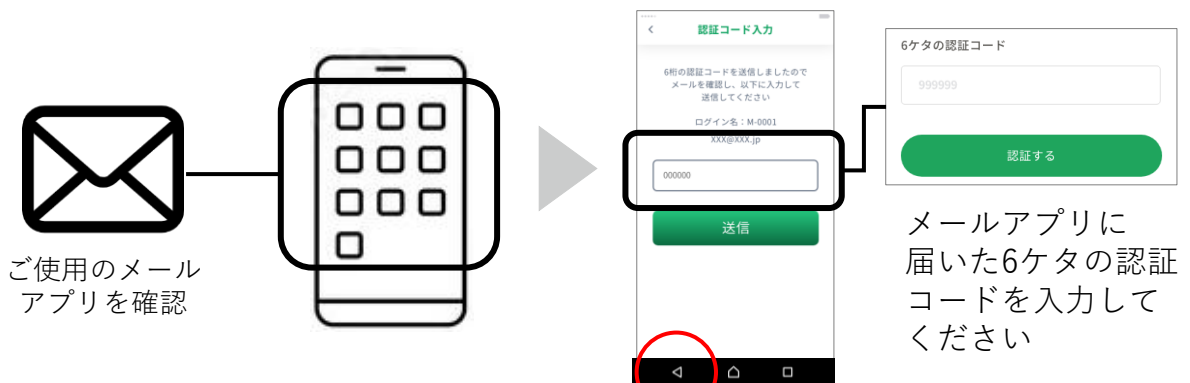 ご使用のメール
アプリを確認
認証コード入力
6桁の認証コードを送信しましたので
メールを確認し、以下に入力して
送信してください
ログイン名：M-0001
XXX@XXX.jp
000000
送信
6ケタの認証コード
999999
認証する
メールアプリに
届いた6ケタの認証
コードを入力して
ください